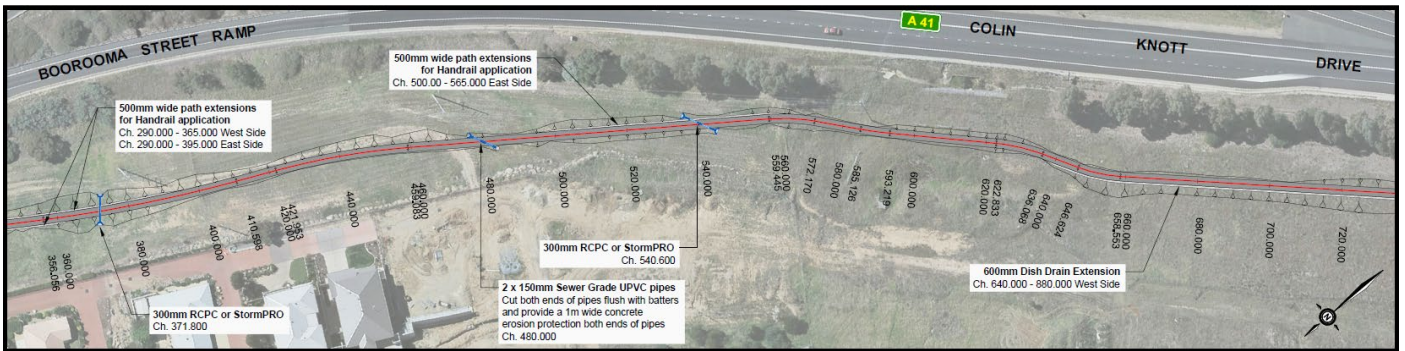 A 41
COLIN
KNOTT
DRIVE
BOOROOMA STREET RAMP
500mm wide path extensions
for Handrail application
Ch. 500.00 - 565.000 East Side
500mm wide path extensions
for Handrail application
Ch. 290.000 - 365.000 West Side
Ch. 290.000 - 395.000 East Side
356.056
360.000
380.000
400.000
410.598
420.000
421.953
440.000
459.083
460.000
480.000
500.000
520.000
540.000
559.445
560.000
572.170
580.000
585.126
593.219
600.000
620.000
622.833
636.068
640.000
646.624
658.553
660.000
680.000
700.000
720.000
300mm RCPC or StormPRO
Ch. 540.600
600mm Dish Drain Extension
Ch. 640.000 - 880.000 West Side
2 x 150mm Sewer Grade UPVC pipes
Cut both ends of pipes flush with batters
and provide a 1m wide concrete
erosion protection both ends of pipes
Ch. 480.000
300mm RCPC or StormPRO
Ch. 371.800
N